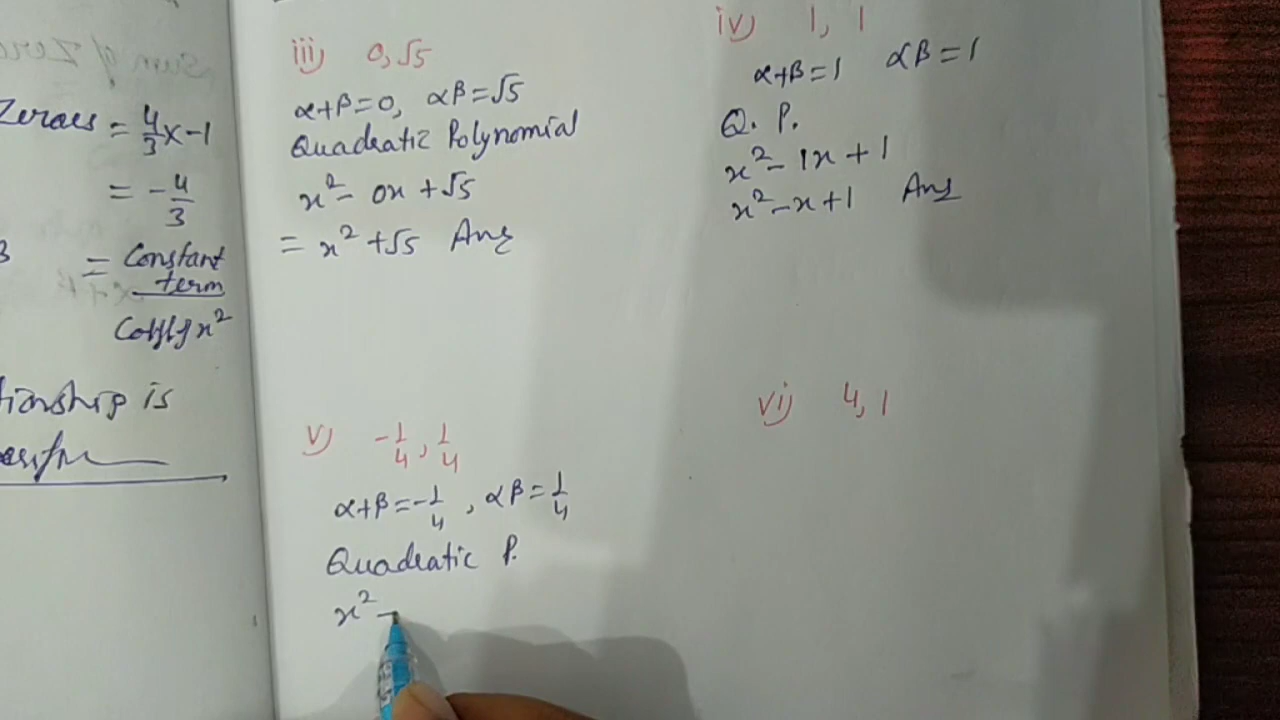 Zeroes = 4/3 x -1
= -4/3
3 = Constant term
Coeff of x²
tionship is
iii) 0, √5
α+β=0, αβ=√5
Quadratic Polynomial
x² - 0x + √5
= x² + √5 Ans
iv) 1, 1
α+β=1 αβ=1
Q. P.
x² - 1x + 1
x² - x + 1 Ans
v) -1/4, 1/4
α+β=-1/4, αβ=1/4
Quadratic P.
x² -
vi) 4, 1